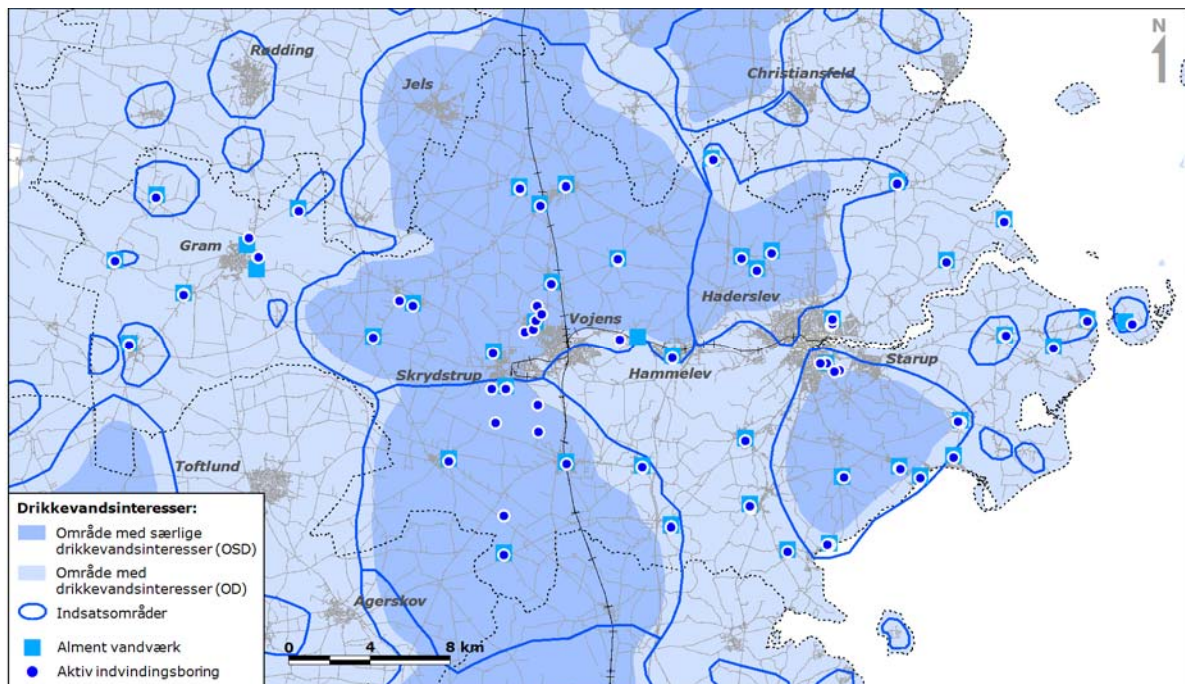 N
Rødding
Jels
Christiansfeld
Gram
Haderslev
Vojens
Starup
Skrydstrup
Hammelev
Toftlund
Agerskov
0 4 8 km
Drikkevandsinteresser:
Område med særlige
drikkevandsinteresser (OSD)
Område med
drikkevandsinteresser (OD)
Indsatsområder
Alment vandværk
Aktiv indvindingsboring